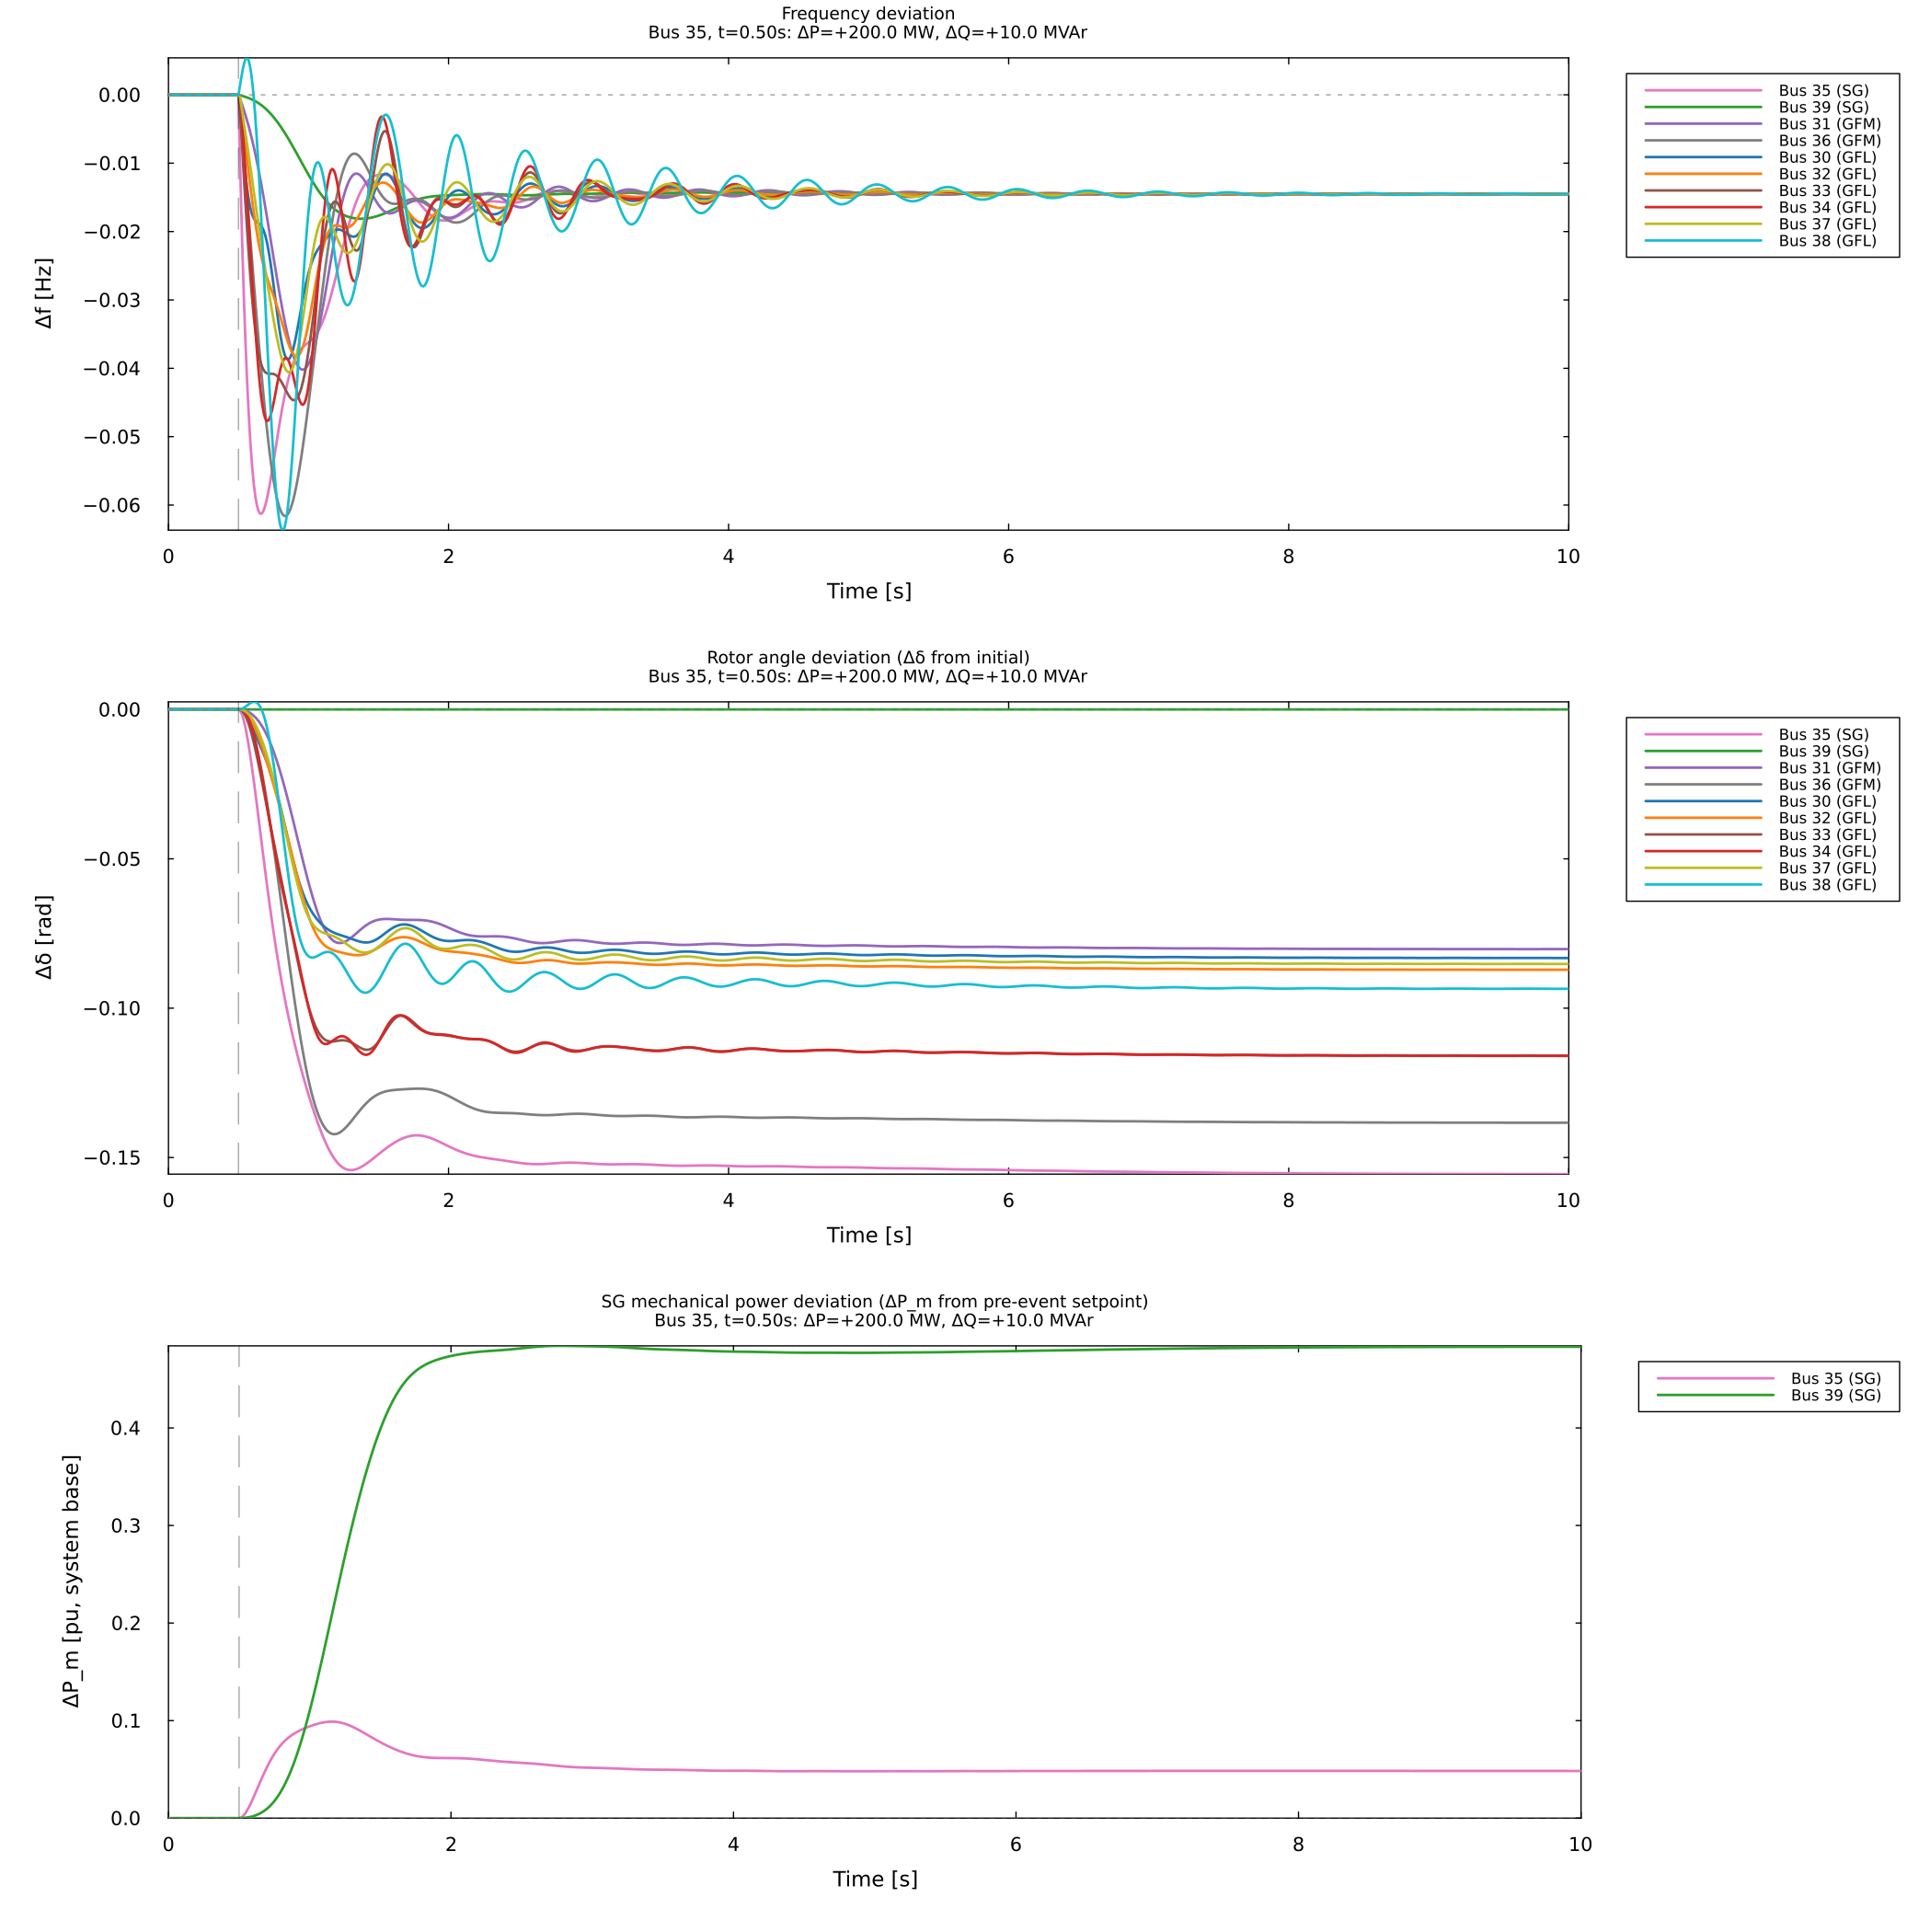 Frequency deviation
Bus 35, t=0.50s: ΔP=+200.0 MW, ΔQ=+10.0 MVAr
0.00
−0.01
−0.02
−0.03
−0.04
−0.05
−0.06
Δf [Hz]
0 2 4 6 8 10
Time [s]
Bus 35 (SG)
Bus 39 (SG)
Bus 31 (GFM)
Bus 36 (GFM)
Bus 30 (GFL)
Bus 32 (GFL)
Bus 33 (GFL)
Bus 34 (GFL)
Bus 37 (GFL)
Bus 38 (GFL)
Rotor angle deviation (Δδ from initial)
Bus 35, t=0.50s: ΔP=+200.0 MW, ΔQ=+10.0 MVAr
0.00
−0.05
−0.10
−0.15
Δδ [rad]
0 2 4 6 8 10
Time [s]
Bus 35 (SG)
Bus 39 (SG)
Bus 31 (GFM)
Bus 36 (GFM)
Bus 30 (GFL)
Bus 32 (GFL)
Bus 33 (GFL)
Bus 34 (GFL)
Bus 37 (GFL)
Bus 38 (GFL)
SG mechanical power deviation (ΔP_m from pre-event setpoint)
Bus 35, t=0.50s: ΔP=+200.0 MW, ΔQ=+10.0 MVAr
0.4
0.3
0.2
0.1
0.0
ΔP_m [pu, system base]
0 2 4 6 8 10
Time [s]
Bus 35 (SG)
Bus 39 (SG)